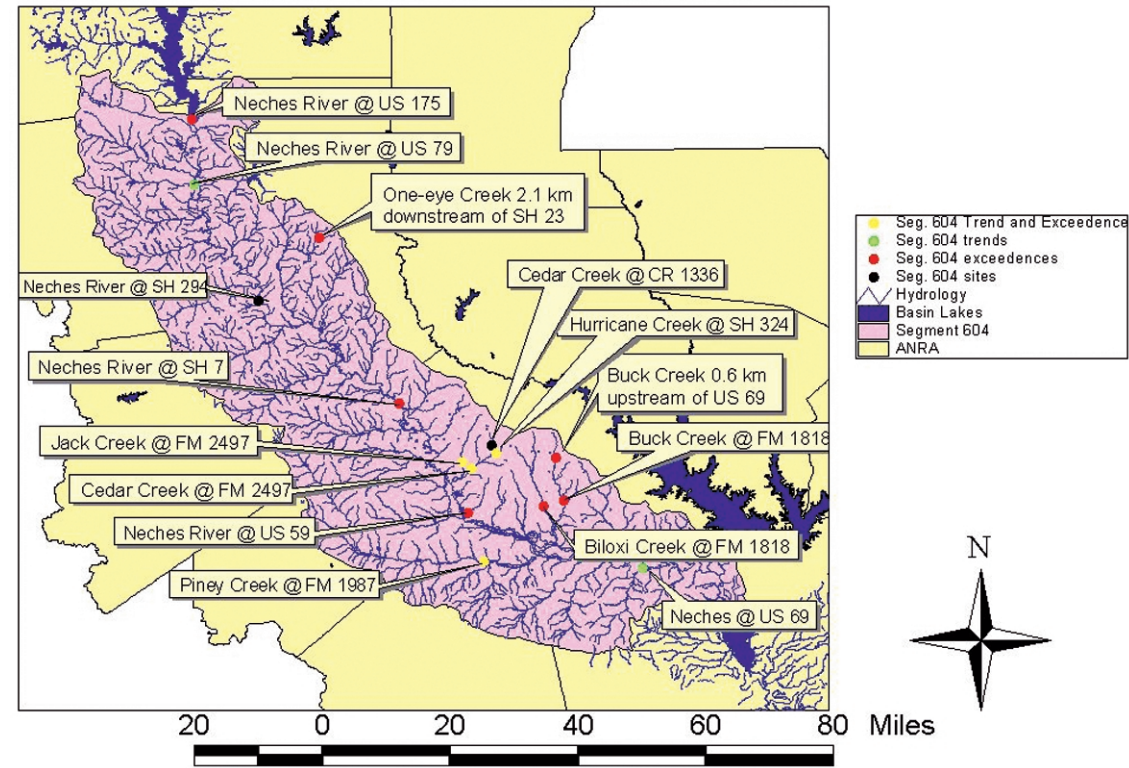 Neches River @ US 175
Neches River @ US 79
One-eye Creek 2.1 km
downstream of SH 23
Cedar Creek @ CR 1336
Neches River @ SH 294
Hurricane Creek @ SH 324
Neches River @ SH 7
Buck Creek 0.6 km
upstream of US 69
Buck Creek @ FM 1818
Jack Creek @ FM 2497
Cedar Creek @ FM 2497
Neches River @ US 59
Biloxi Creek @ FM 1818
Piney Creek @ FM 1987
Neches @ US 69
Seg. 604 Trend and Exceedence
Seg. 604 trends
Seg. 604 exceedences
Seg. 604 sites
Hydrology
Basin Lakes
Segment 604
ANRA
N
20 0 20 40 60 80 Miles